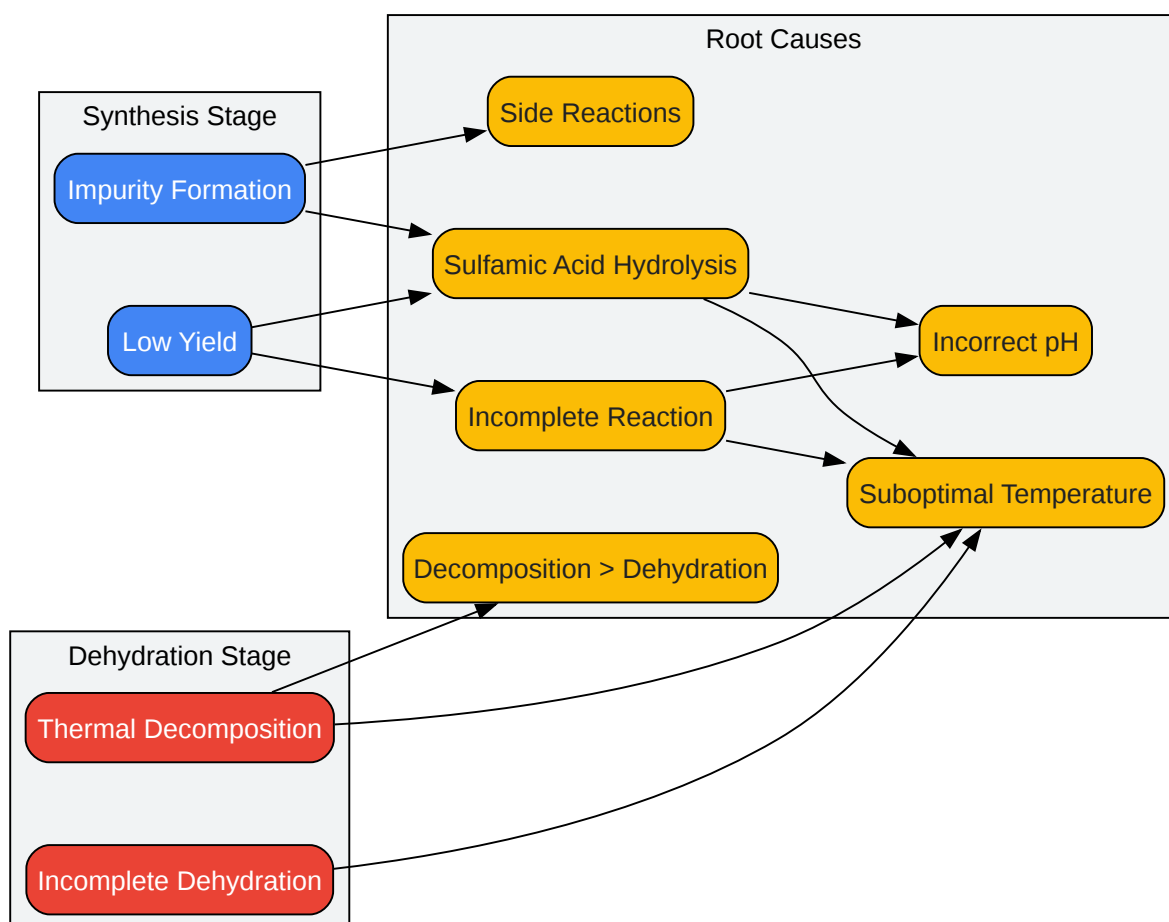 Root Causes
Side Reactions
Synthesis Stage
Impurity Formation
Sulfamic Acid Hydrolysis
Low Yield
Incorrect pH
Incomplete Reaction
Suboptimal Temperature
Decomposition > Dehydration
Dehydration Stage
Thermal Decomposition
Incomplete Dehydration